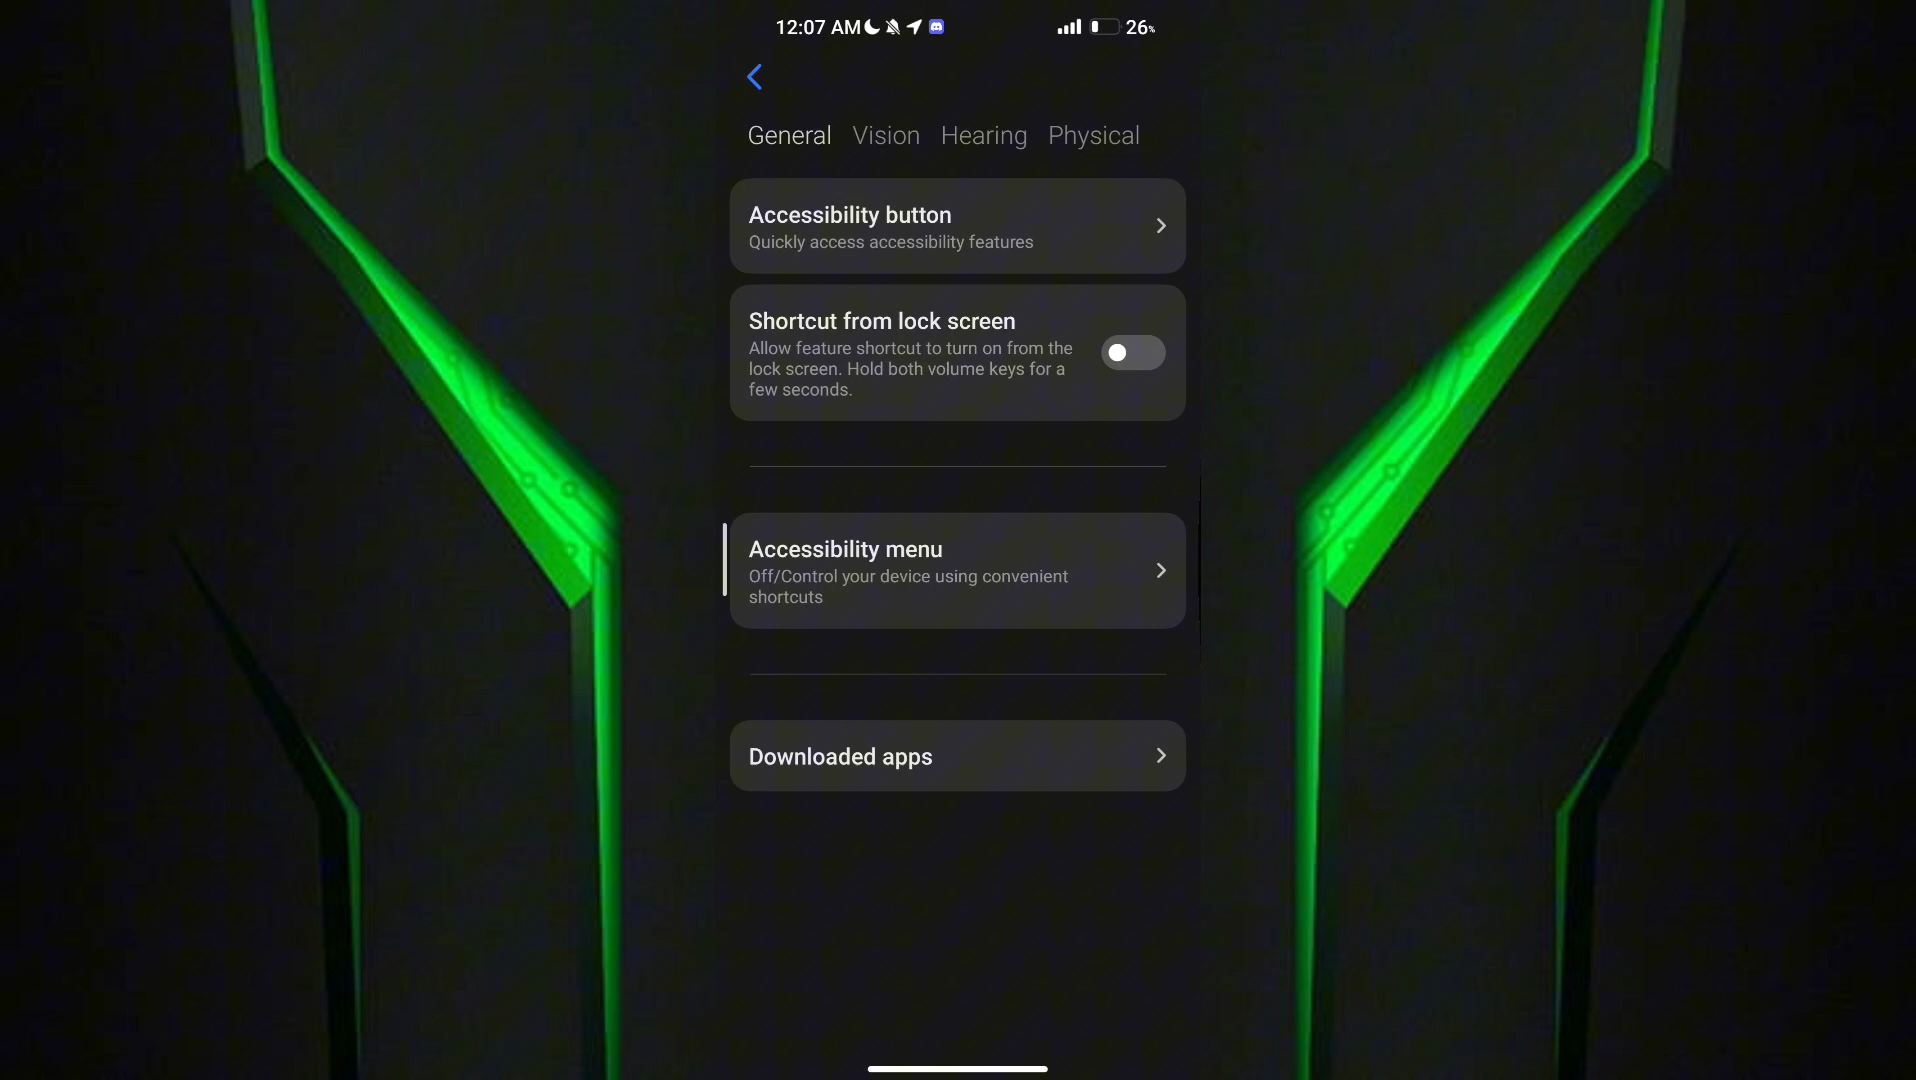 12:07 AM 26%
General Vision Hearing Physical
Accessibility button
Quickly access accessibility features
Shortcut from lock screen
Allow feature shortcut to turn on from the
lock screen. Hold both volume keys for a
few seconds.
Accessibility menu
Off/Control your device using convenient
shortcuts
Downloaded apps